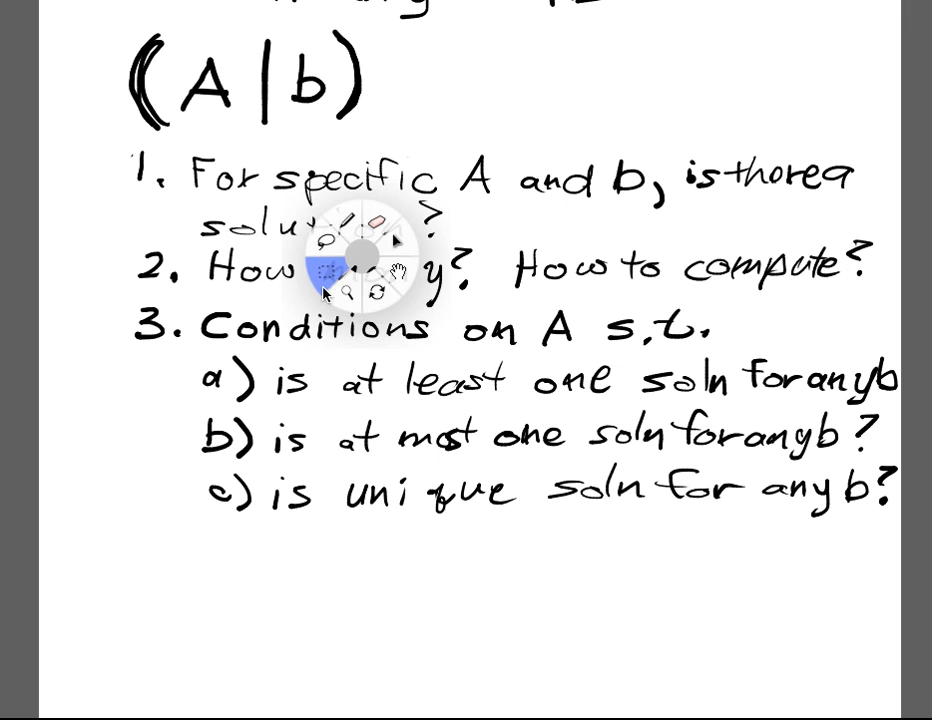 (A|b)
1. For specific A and b, is there a
?
2. How ? How to compute?
3. Conditions on A s.t.
a) is at least one soln for any b
b) is at most one soln for any b?
c) is unique soln for any b?